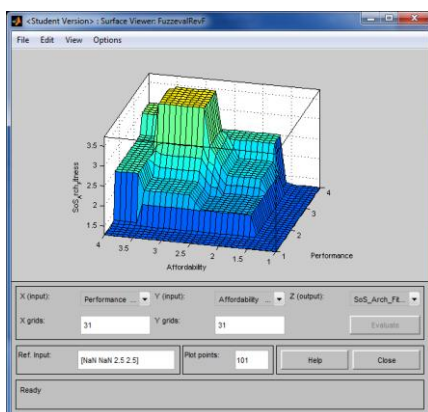 <Student Version> : Surface Viewer: FuzzevalRevF
File Edit View Options
3.5
3
2.5
2
1.5
SoS_Arch_Fitness
4 3.5 3 2.5 2 1.5 1
Affordability
1 2 3 4
Performance
X (input): Performance ... Y (input): Affordability ... Z (output): SoS_Arch_Fit...
X grids: 31 Y grids: 31 Evaluate
Ref. Input: [NaN NaN 2.5 2.5] Plot points: 101 Help Close
Ready